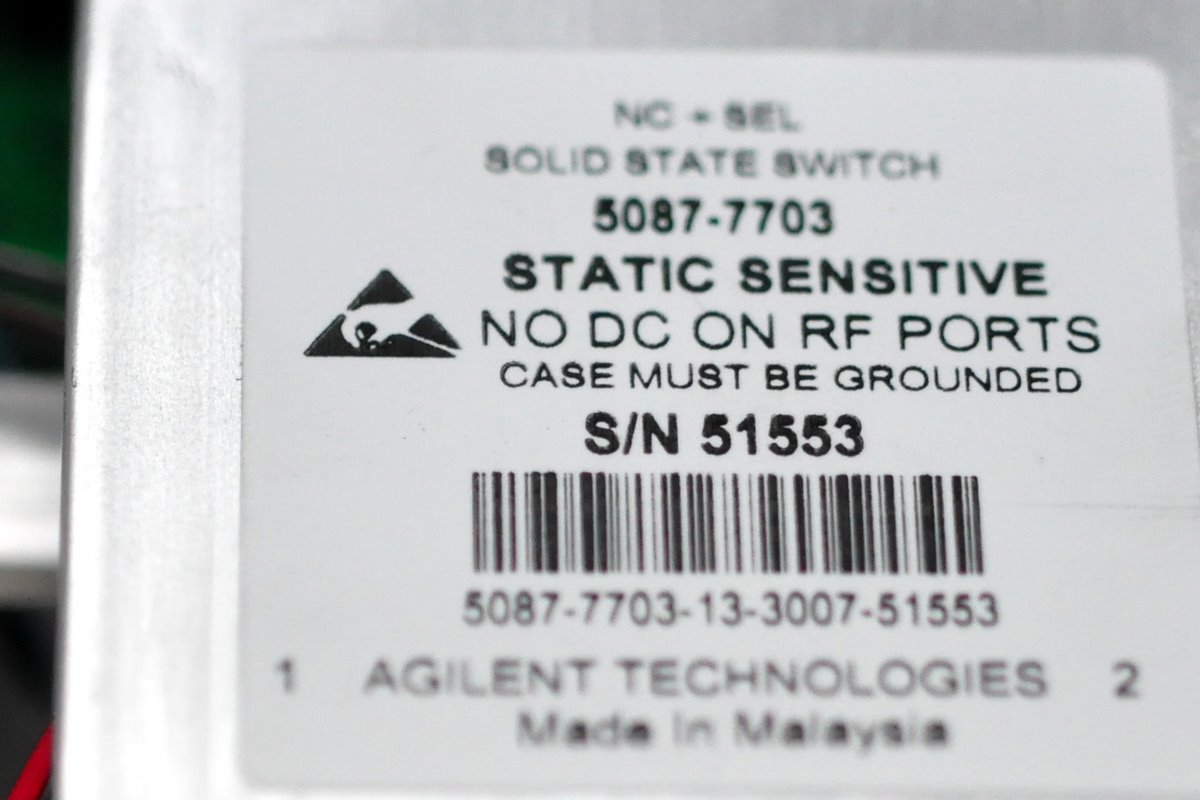 NC + SEL
SOLID STATE SWITCH
5087-7703
STATIC SENSITIVE
NO DC ON RF PORTS
CASE MUST BE GROUNDED
S/N 51553
5087-7703-13-3007-51553
1 AGILENT TECHNOLOGIES 2
Made In Malaysia